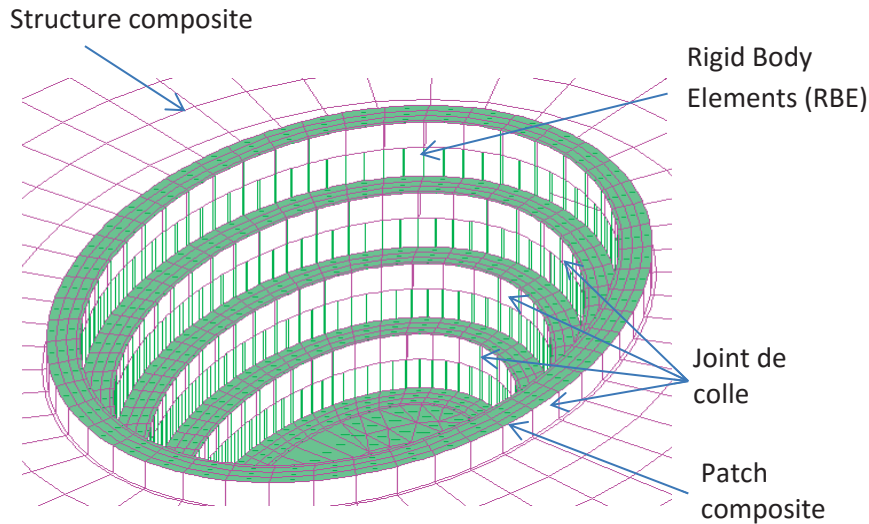 Structure composite
Rigid Body
Elements (RBE)
Joint de
colle
Patch
composite